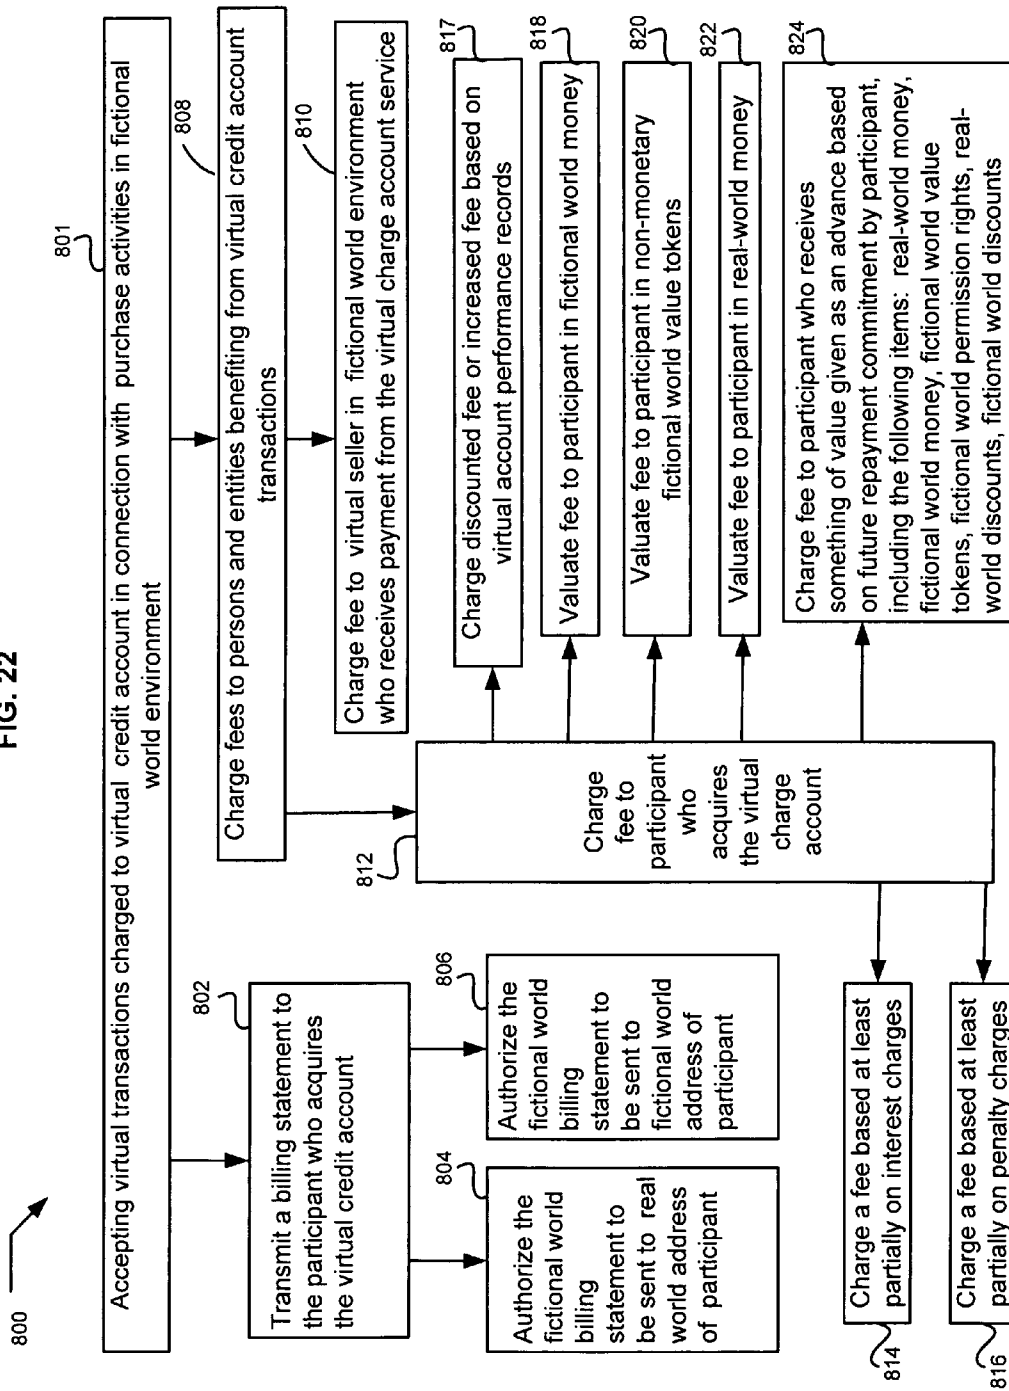 FIG. 22
800
801
Accepting virtual transactions charged to virtual credit account in connection with purchase activities in fictional
world environment
802
Transmit a billing statement to
the participant who acquires
the virtual credit account
804
Authorize the
fictional world
billing
statement to
be sent to real
world address
of participant
806
Authorize the
fictional world
billing
statement to
be sent to
fictional world
address of
participant
808
Charge fees to persons and entities benefiting from virtual credit account
transactions
810
Charge fee to virtual seller in fictional world environment
who receives payment from the virtual charge account service
812
Charge
fee to
participant
who
acquires
the virtual
charge
account
814
Charge a fee based at least
partially on interest charges
816
Charge a fee based at least
partially on penalty charges
817
Charge discounted fee or increased fee based on
virtual account performance records
818
Valuate fee to participant in fictional world money
820
Valuate fee to participant in non-monetary
fictional world value tokens
822
Valuate fee to participant in real-world money
824
Charge fee to participant who receives
something of value given as an advance based
on future repayment commitment by participant,
including the following items: real-world money,
fictional world money, fictional world value
tokens, fictional world permission rights, real-
world discounts, fictional world discounts